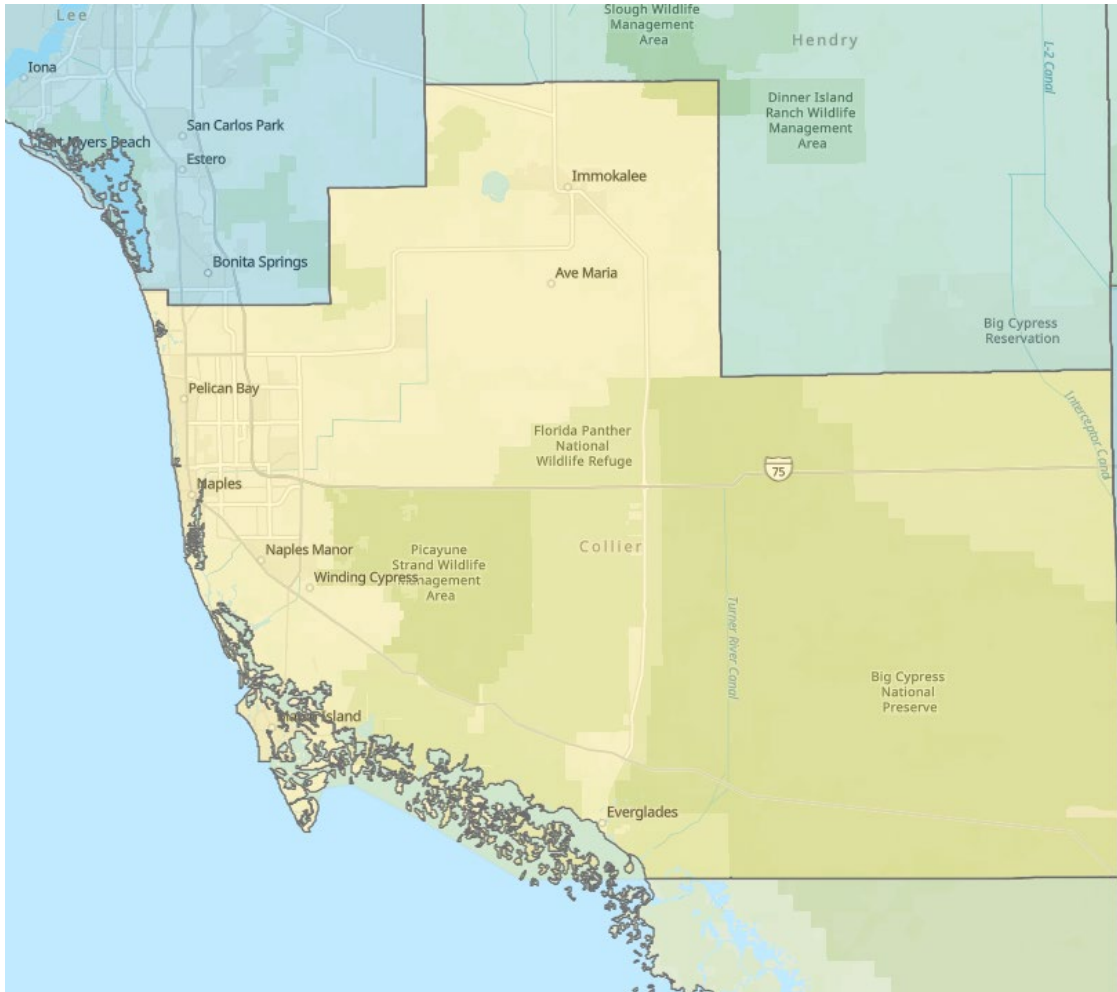 Lee
Slough Wildlife
Management
Area
Hendry
L-2 Canal
Iona
Dinner Island
Ranch Wildlife
Management
Area
San Carlos Park
Fort Myers Beach
Estero
Immokalee
Bonita Springs
Ave Maria
Big Cypress
Reservation
Pelican Bay
Interceptor Canal
Florida Panther
National
Wildlife Refuge
75
Naples
Naples Manor
Picayune
Strand Wildlife
Management
Area
Collier
Winding Cypress
Turner River Canal
Big Cypress
National
Preserve
Marco Island
Everglades